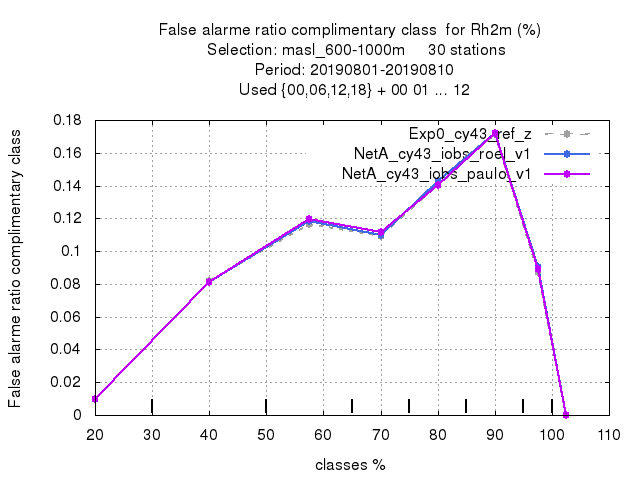 False alarme ratio complimentary class  for Rh2m (%)
Selection: masl_600-1000m     30 stations
Period: 20190801-20190810
Used {00,06,12,18} + 00 01 ... 12
Exp0_cy43_ref_z
NetA_cy43_iobs_roel_v1
NetA_cy43_iobs_paulo_v1
False alarme ratio complimentary class
0.18
0.16
0.14
0.12
0.1
0.08
0.06
0.04
0.02
0
20 30 40 50 60 70 80 90 100 110
classes %